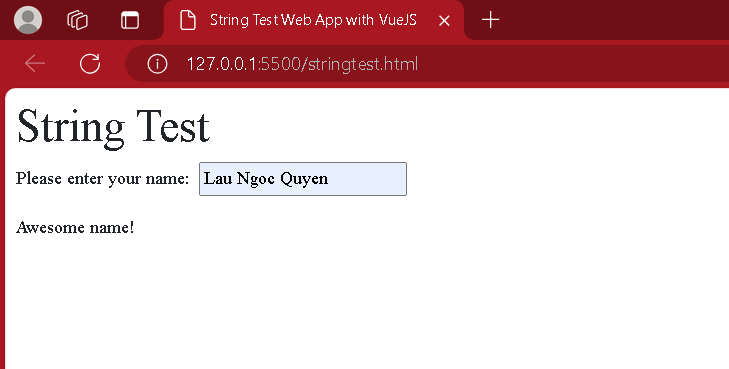 String Test Web App with VueJS
127.0.0.1:5500/stringtest.html
String Test
Please enter your name: Lau Ngoc Quyen
Awesome name!